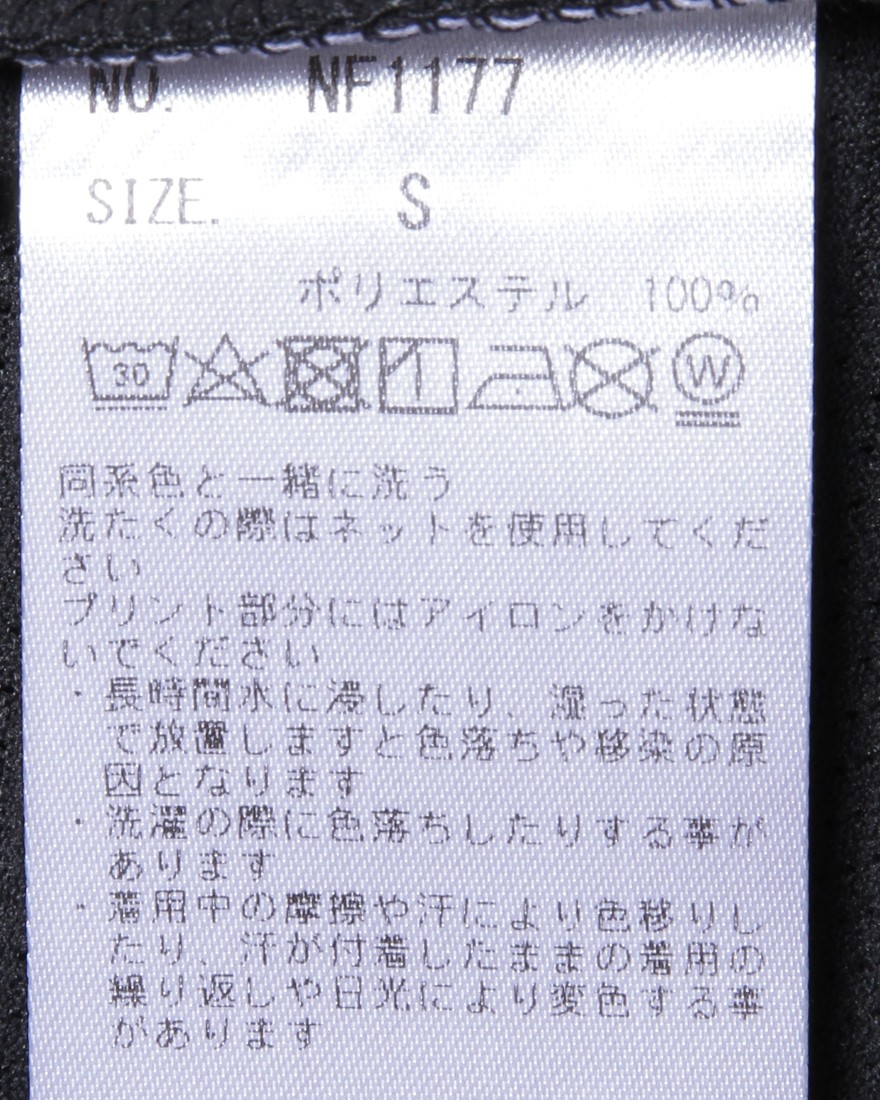 NO. NF1177
SIZE. S
ポリエステル 100%
30
W
同系色と一緒に洗う
洗たくの際はネットを使用してくだ
さい
プリント部分にはアイロンをかけな
いでください
・長時間水に浸したり、湿った状態
で放置しますと色落ちや移染の原
因となります
・洗濯の際に色落ちしたりする事が
あります
・着用中の摩擦や汗により色移りし
たり、汗が付着したままの着用の
繰り返しや日光により変色する事
があります